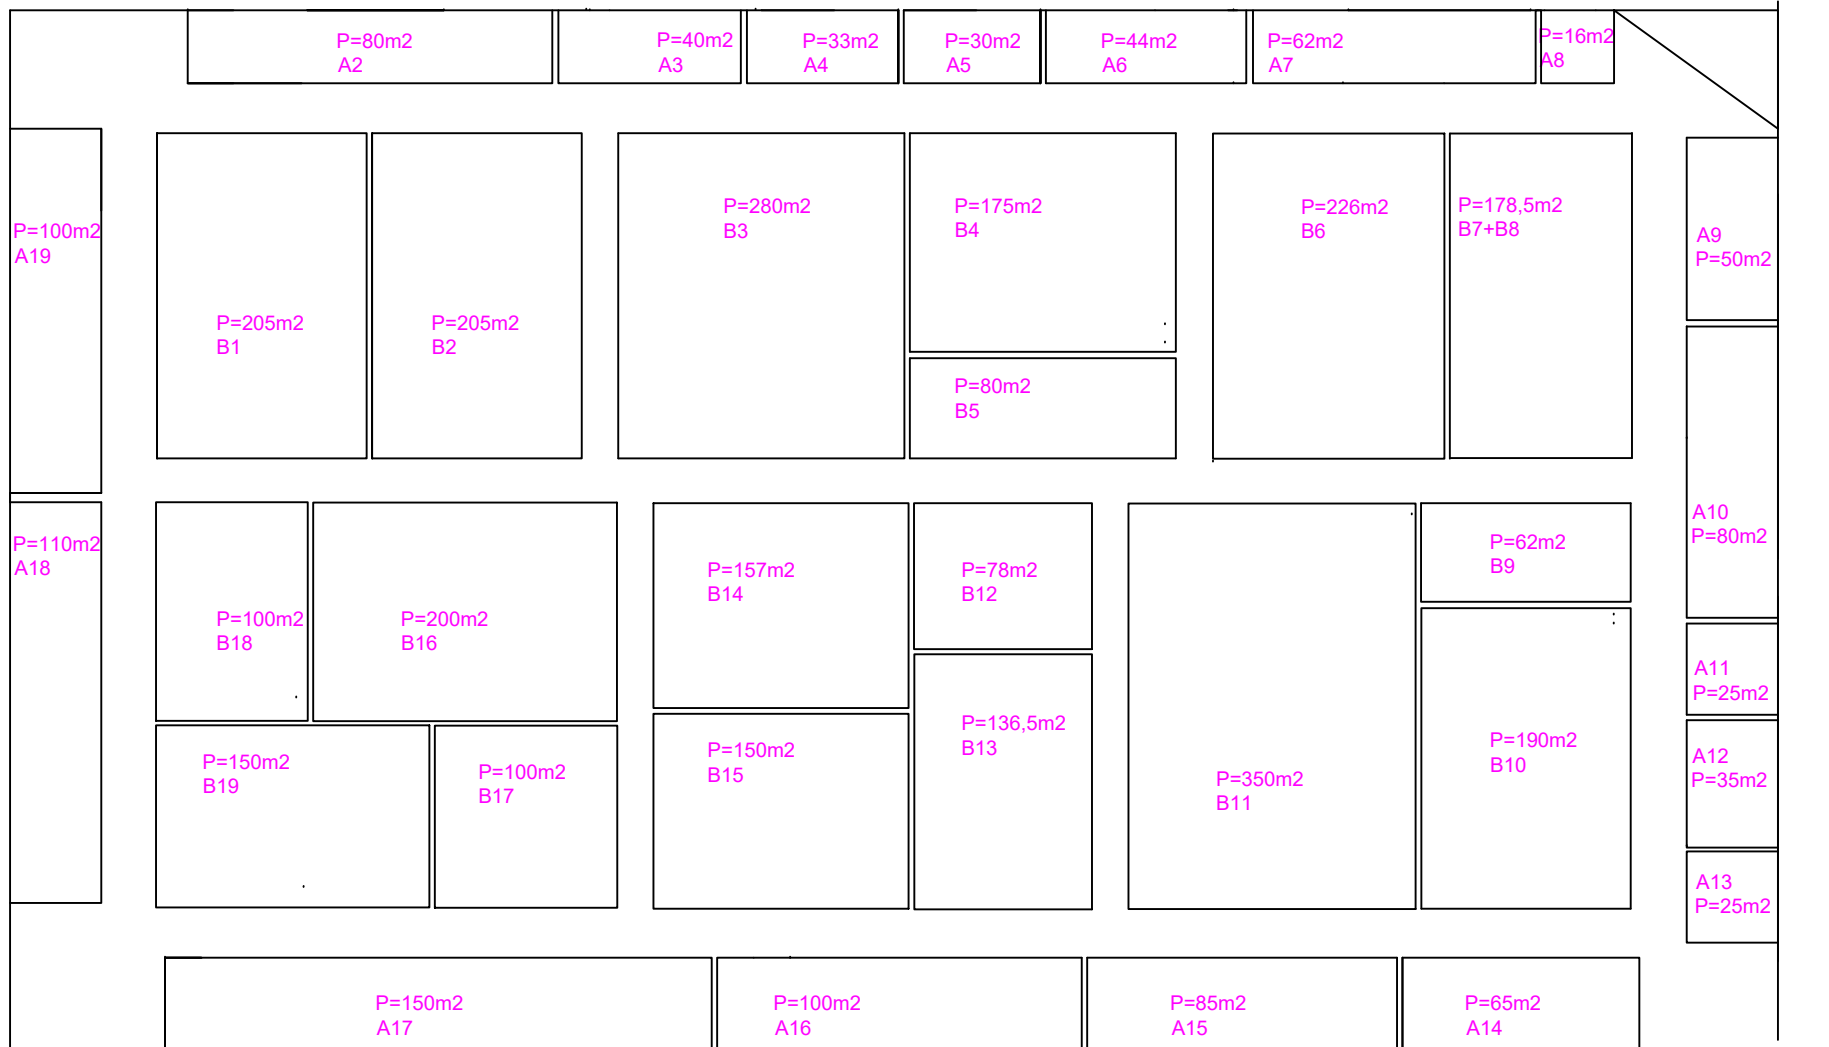 P=80m2
A2
P=40m2
A3
P=33m2
A4
P=30m2
A5
P=44m2
A6
P=62m2
A7
P=16m2
A8
P=100m2
A19
P=205m2
B1
P=205m2
B2
P=280m2
B3
P=175m2
B4
P=80m2
B5
P=226m2
B6
P=178,5m2
B7+B8
A9
P=50m2
A10
P=80m2
P=110m2
A18
P=100m2
B18
P=200m2
B16
P=157m2
B14
P=78m2
B12
P=62m2
B9
A11
P=25m2
P=150m2
B19
P=100m2
B17
P=150m2
B15
P=136,5m2
B13
P=350m2
B11
P=190m2
B10
A12
P=35m2
A13
P=25m2
P=150m2
A17
P=100m2
A16
P=85m2
A15
P=65m2
A14